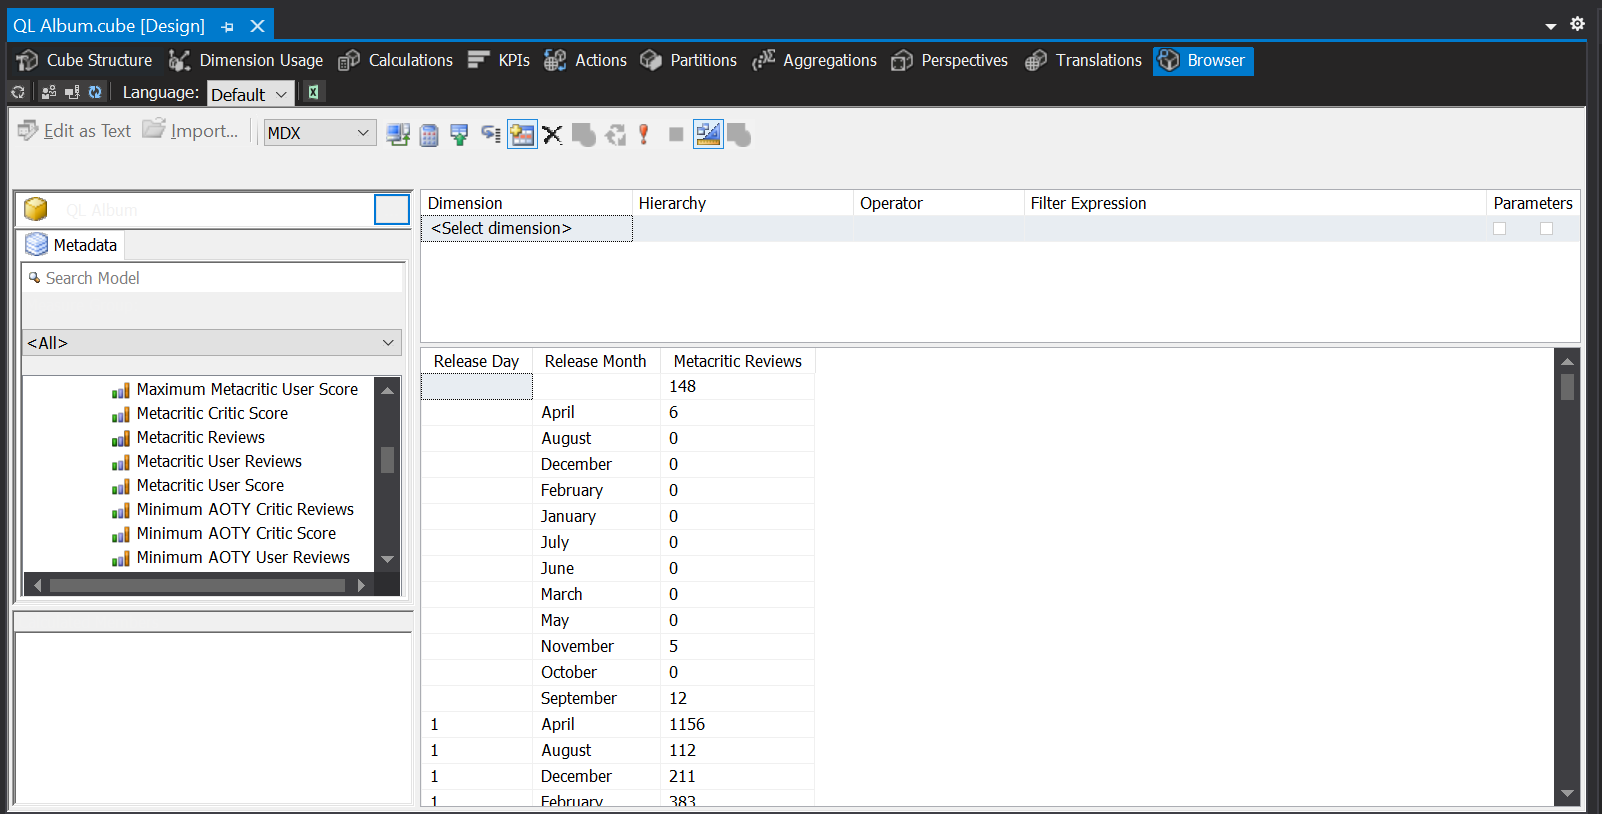 QL Album.cube [Design]
Cube Structure Dimension Usage Calculations KPIs Actions Partitions Aggregations Perspectives Translations Browser
Language: Default
Edit as Text Import... MDX
QL Album
Metadata
Search Model
<All>
Maximum Metacritic User Score
Metacritic Critic Score
Metacritic Reviews
Metacritic User Reviews
Metacritic User Score
Minimum AOTY Critic Reviews
Minimum AOTY Critic Score
Minimum AOTY User Reviews
Dimension Hierarchy Operator Filter Expression Parameters
<Select dimension>
Release Day Release Month Metacritic Reviews
148
April 6
August 0
December 0
February 0
January 0
July 0
June 0
March 0
May 0
November 5
October 0
September 12
1 April 1156
1 August 112
1 December 211
1 February 383